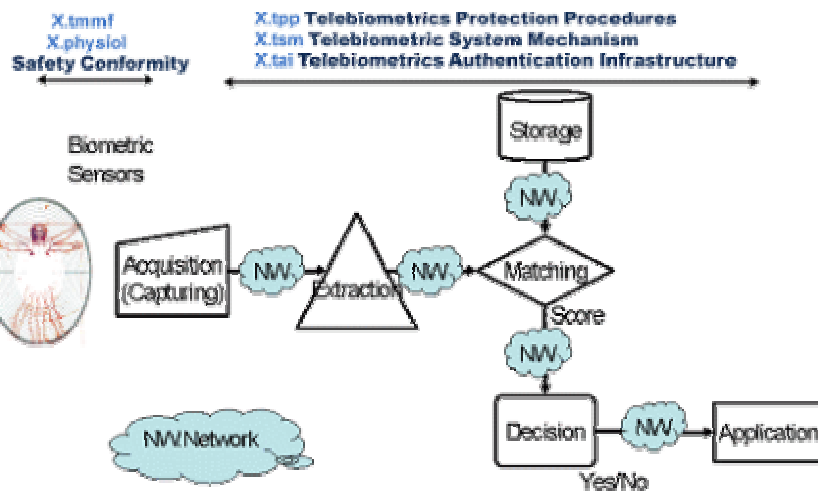 X.tmmf
X.physiol
Safety Conformity
X.tpp Telebiometrics Protection Procedures
X.tsm Telebiometric System Mechanism
X.tai Telebiometrics Authentication Infrastructure
Biometric
Sensors
Storage
NW
Acquisition
(Capturing)
NW
Extraction
NW
Matching
Score
NW
NW:Network
Decision
NW
Application
Yes/No